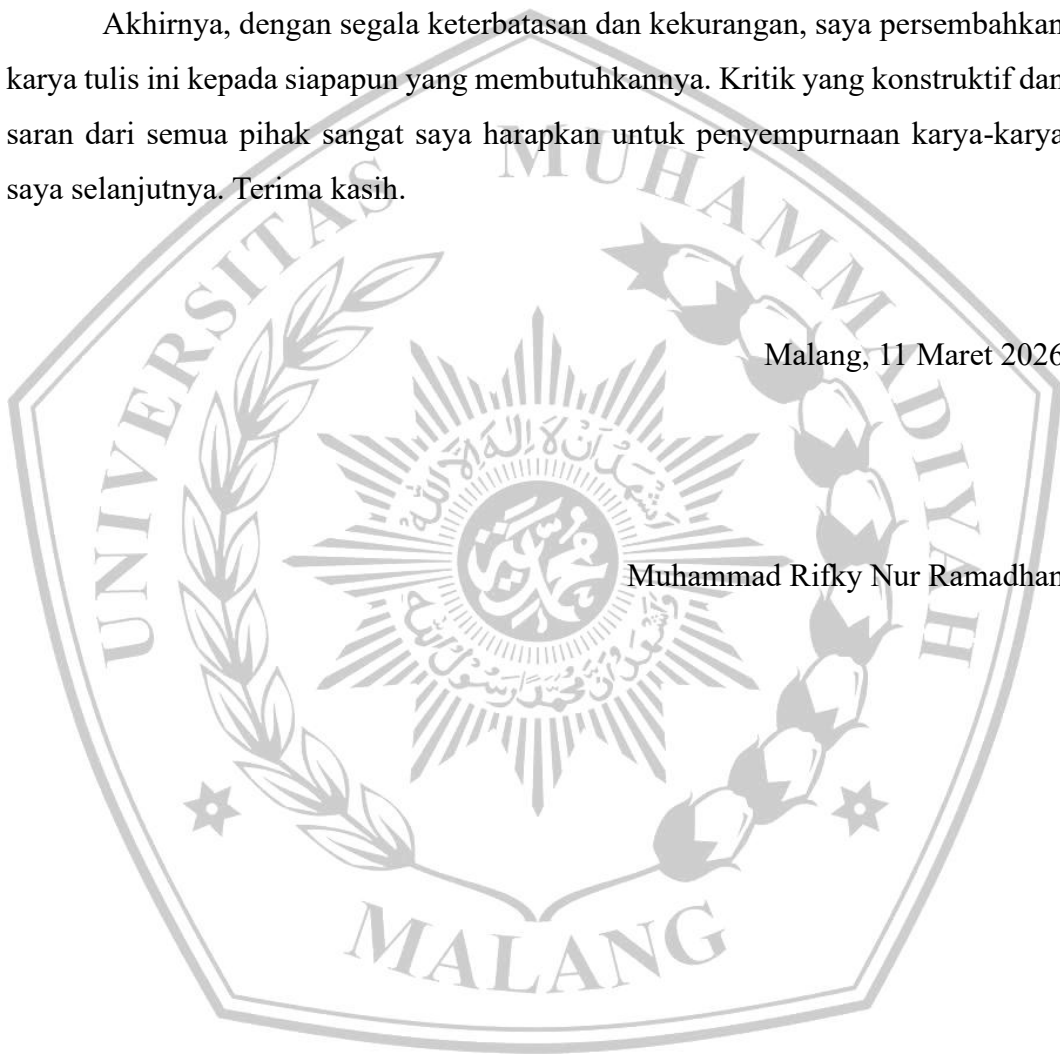 Akhirnya, dengan segala keterbatasan dan kekurangan, saya persembahkan
karya tulis ini kepada siapapun yang membutuhkannya. Kritik yang konstruktif dan
saran dari semua pihak sangat saya harapkan untuk penyempurnaan karya-karya
saya selanjutnya. Terima kasih.
UNIVERSITAS MUHAMMADIYAH
Malang, 11 Maret 2026
Muhammad Rifky Nur Ramadhan
MALANG